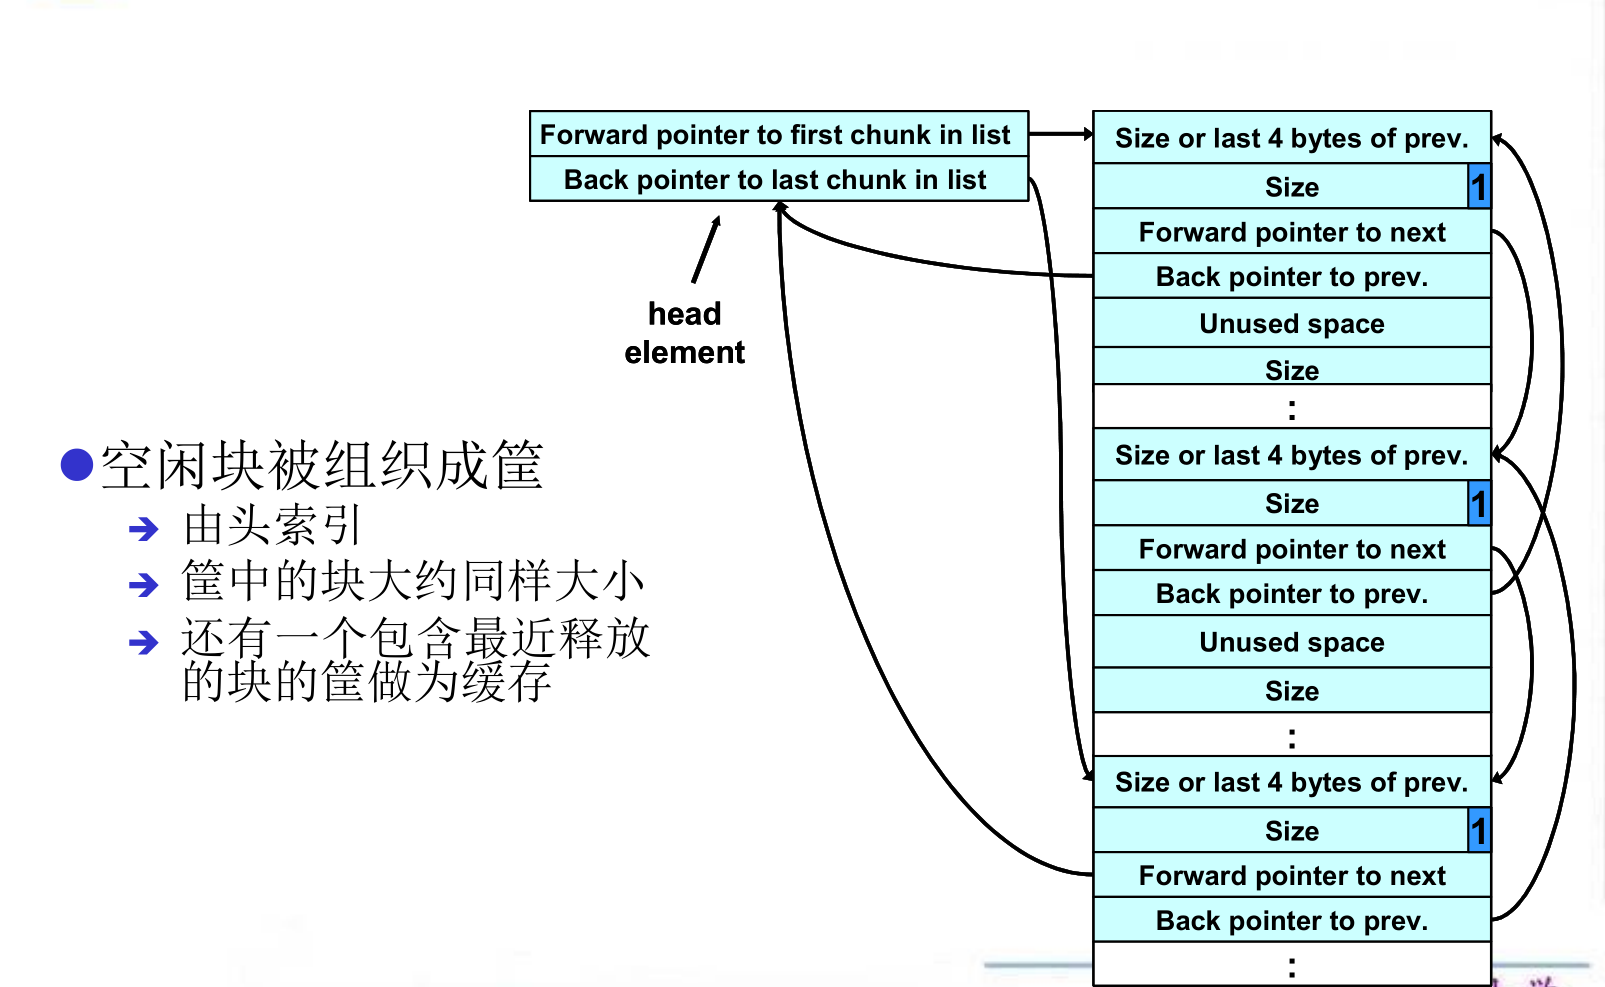 Forward pointer to first chunk in list
Back pointer to last chunk in list
head
element
空闲块被组织成筐
由头索引
筐中的块大约同样大小
还有一个包含最近释放
的块的筐做为缓存
Size or last 4 bytes of prev.
Size 1
Forward pointer to next
Back pointer to prev.
Unused space
Size
:
Size or last 4 bytes of prev.
Size 1
Forward pointer to next
Back pointer to prev.
Unused space
Size
:
Size or last 4 bytes of prev.
Size 1
Forward pointer to next
Back pointer to prev.
: